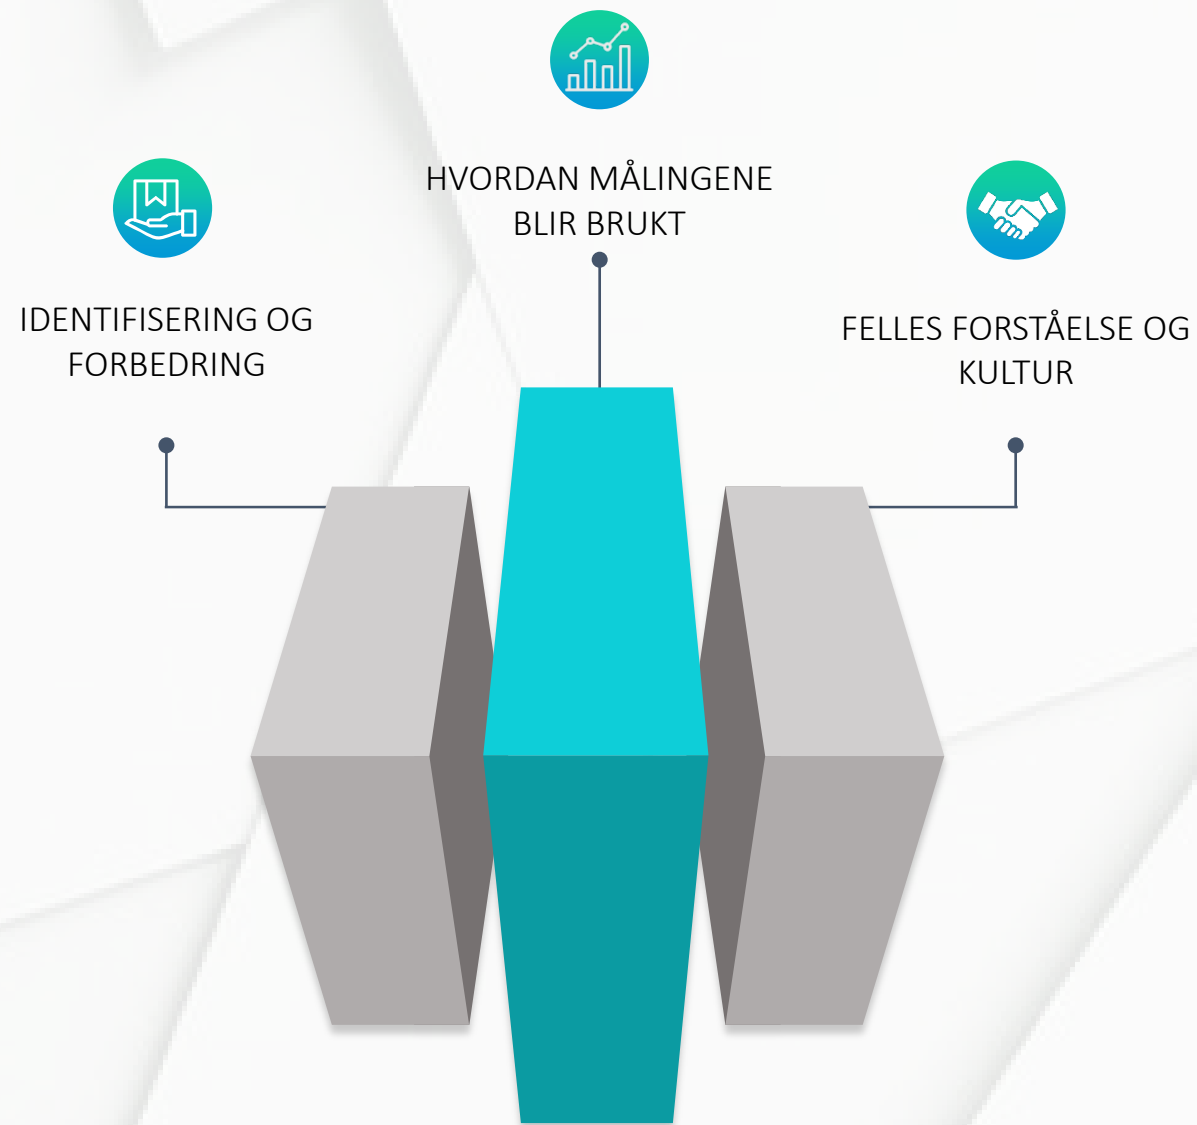 HVORDAN MÅLINGENE
BLIR BRUKT
IDENTIFISERING OG
FORBEDRING
FELLES FORSTÅELSE OG
KULTUR